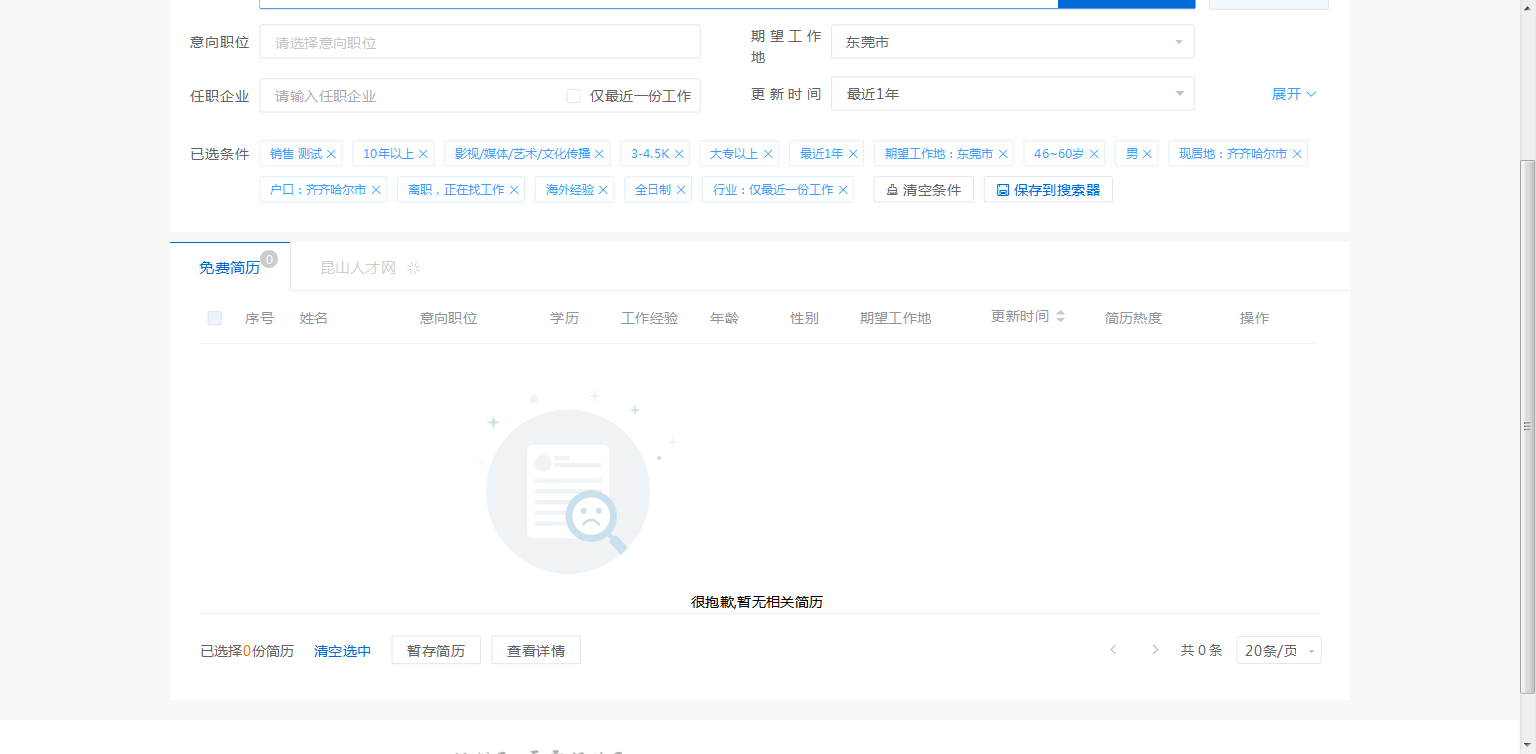 意向职位 请选择意向职位 期望工作地 东莞市
任职企业 请输入任职企业 仅最近一份工作 更新时间 最近1年 展开
已选条件 销售 测试 × 10年以上 × 影视/媒体/艺术/文化传播 × 3-4.5K × 大专以上 × 最近1年 × 期望工作地：东莞市 × 46~60岁 × 男 × 现居地：齐齐哈尔市 ×
户口：齐齐哈尔市 × 离职，正在找工作 × 海外经验 × 全日制 × 行业：仅最近一份工作 × 清空条件 保存到搜索器
免费简历 0 昆山人才网
序号 姓名 意向职位 学历 工作经验 年龄 性别 期望工作地 更新时间 简历热度 操作
很抱歉,暂无相关简历
已选择0份简历 清空选中 暂存简历 查看详情 共 0 条 20条/页